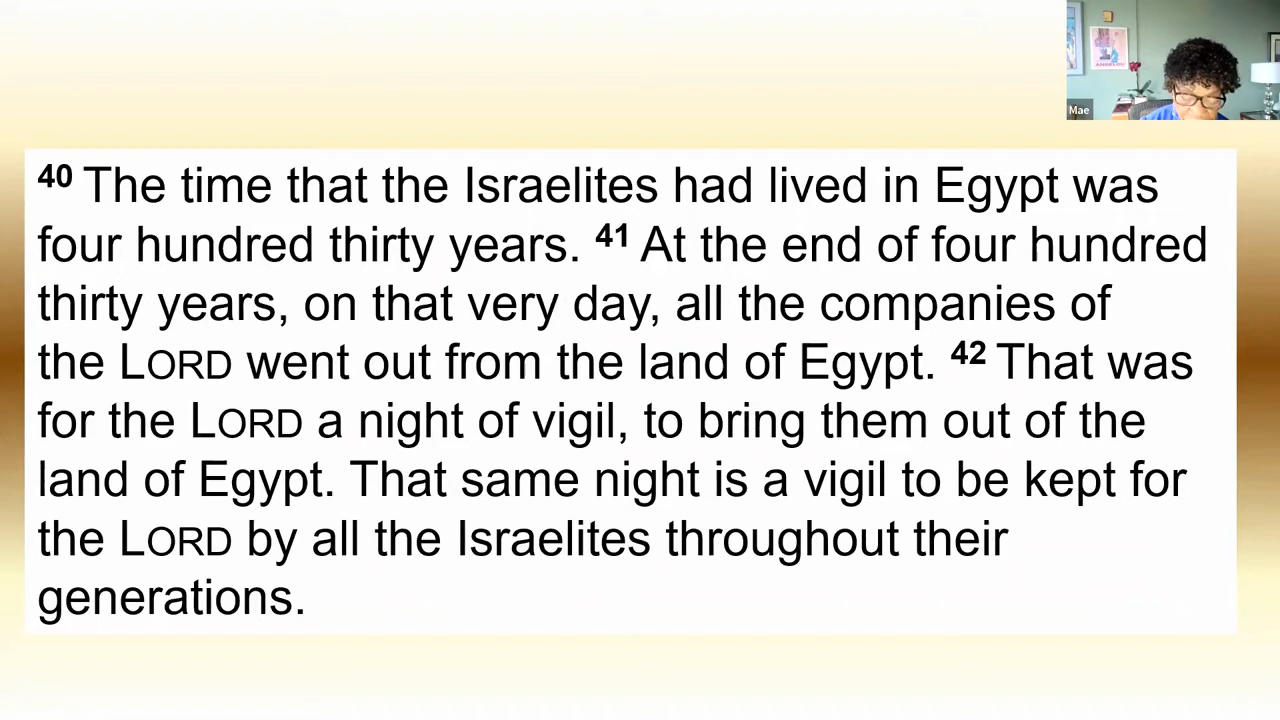 Mae
40 The time that the Israelites had lived in Egypt was
four hundred thirty years. 41 At the end of four hundred
thirty years, on that very day, all the companies of
the LORD went out from the land of Egypt. 42 That was
for the LORD a night of vigil, to bring them out of the
land of Egypt. That same night is a vigil to be kept for
the LORD by all the Israelites throughout their
generations.